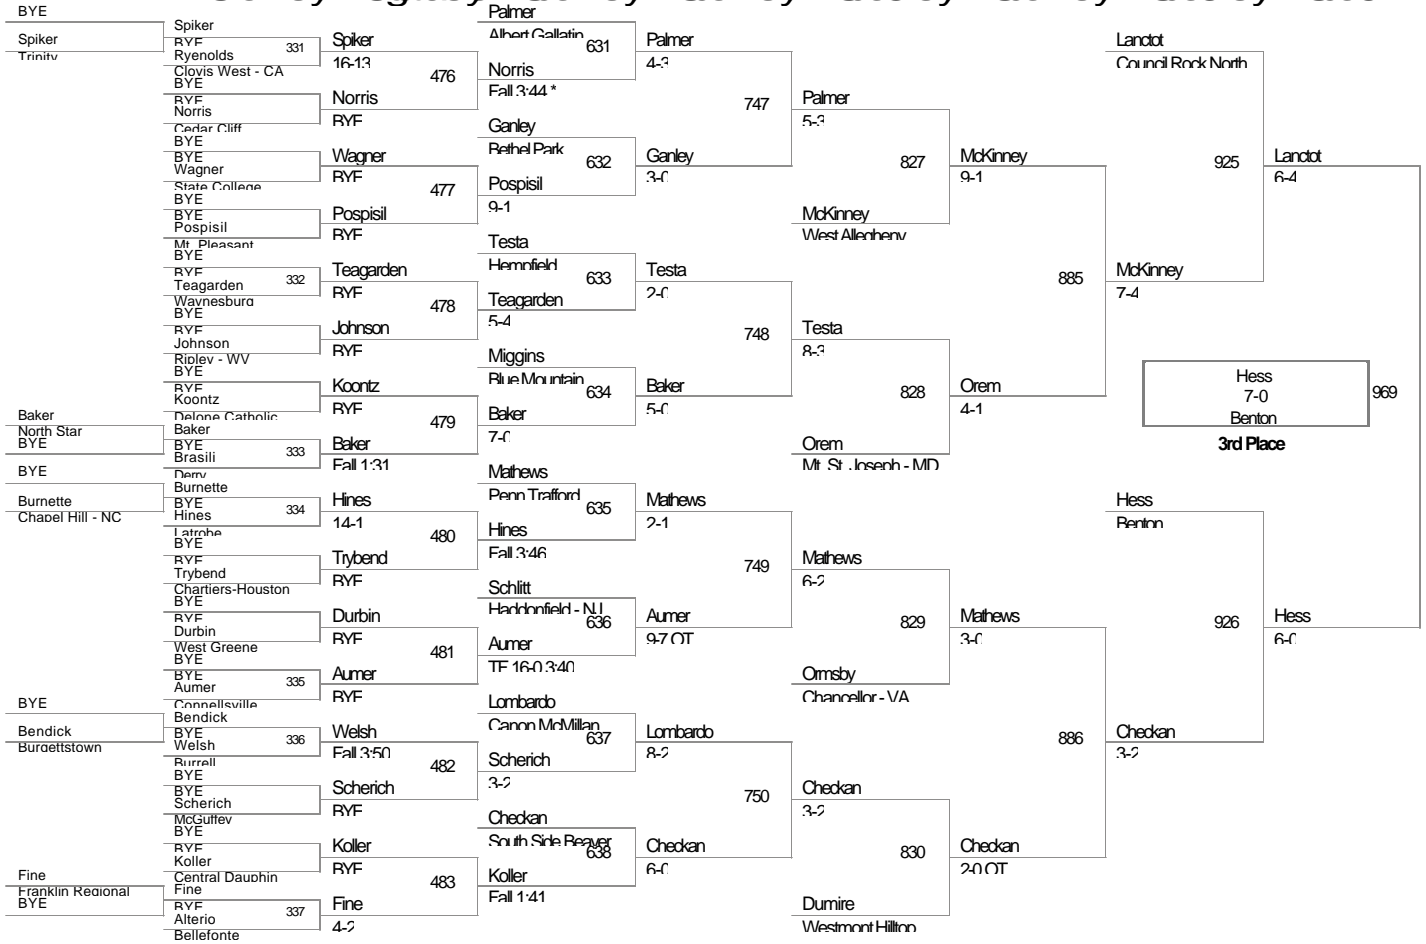 BYE
Spiker
Trinity
Baker
North Star
BYE
BYE
Burnette
Chapel Hill - NC
BYE
Bendick
Burgettstown
Fine
Franklin Regional
BYE
Spiker
BYE
331
Ryenolds
Clovis West - CA
BYE
BYE
Norris
Cedar Cliff
BYE
BYE
Wagner
State College
BYE
BYE
Pospisil
Mt. Pleasant
BYE
BYE
332
Teagarden
Waynesburg
BYE
BYE
Johnson
Ripley - WV
BYE
BYE
Koontz
Delone Catholic
Baker
BYE
333
Brasili
Derry
Burnette
BYE
334
Hines
Latrobe
BYE
BYE
Trybend
Chartiers-Houston
BYE
BYE
Durbin
West Greene
BYE
BYE
335
Aumer
Connellsville
Bendick
BYE
336
Welsh
Burrell
BYE
BYE
Scherich
McGuffey
BYE
BYE
Koller
Central Dauphin
Fine
BYE
337
Alterio
Bellefonte
Spiker
16-13
476
Norris
BYE
Wagner
BYE
477
Pospisil
BYE
Teagarden
BYE
478
Johnson
BYE
Koontz
BYE
479
Baker
Fall 1:31
Hines
14-1
480
Trybend
BYE
Durbin
BYE
481
Aumer
BYE
Welsh
Fall 3:50
482
Scherich
BYE
Koller
BYE
483
Fine
4-2
Palmer
Albert Gallatin
631
Norris
Fall 3:44 *
Ganley
Bethel Park
632
Pospisil
9-1
Testa
Hempfield
633
Teagarden
5-4
Miggins
Blue Mountain
634
Baker
7-0
Mathews
Penn Trafford
635
Hines
Fall 3:46
Schlitt
Haddonfield - NJ
636
Aumer
TF 16-0 3:40
Lombardo
Canon McMillan
637
Scherich
3-2
Checkan
South Side Beaver
638
Koller
Fall 1:41
Palmer
4-3
747
Ganley
3-0
Testa
2-0
748
Baker
5-0
Mathews
2-1
749
Aumer
9-7 OT
Lombardo
8-2
750
Checkan
6-0
Palmer
5-3
827
McKinney
West Allegheny
Testa
8-3
828
Orem
Mt. St. Joseph - MD
Mathews
6-2
829
Ormsby
Chancellor - VA
Checkan
3-2
830
Dumire
Westmont Hilltop
McKinney
9-1
885
Orem
4-1
Mathews
3-0
886
Checkan
2-0 OT
Lanctot
Council Rock North
925
McKinney
7-4
Hess
7-0
Benton
969
3rd Place
Hess
Benton
926
Checkan
3-2
Lanctot
6-4
Hess
6-0